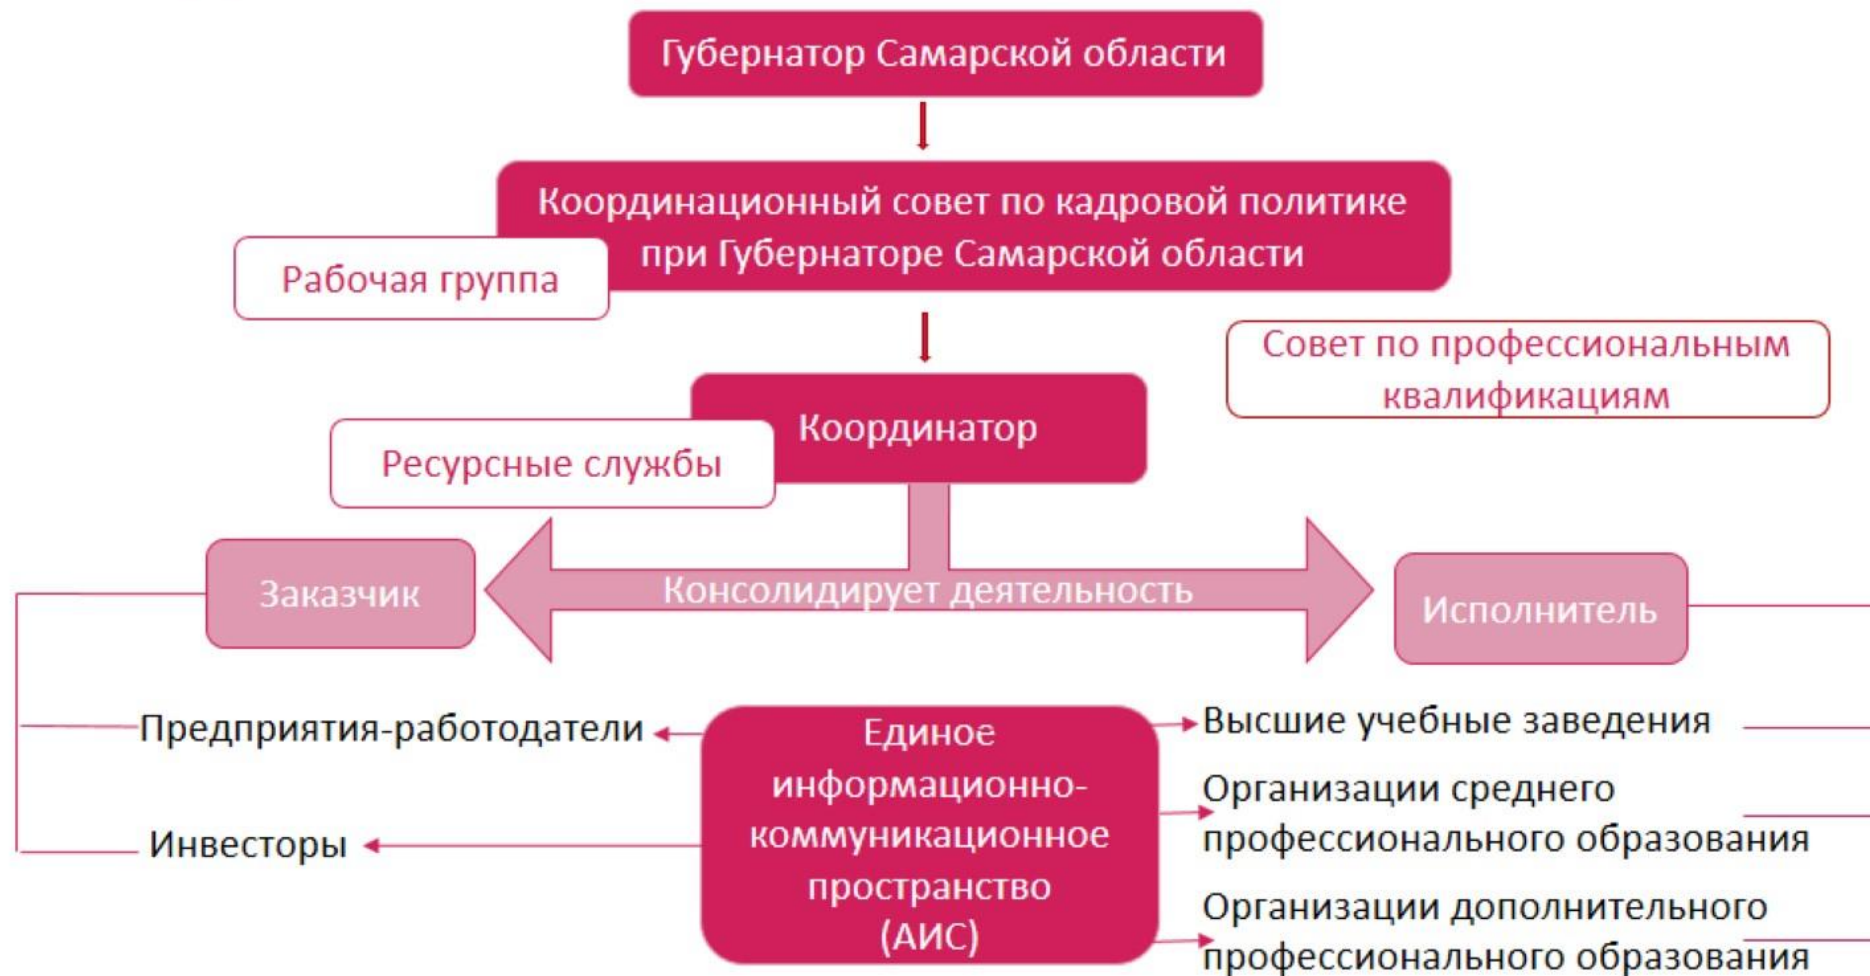 Губернатор Самарской области
Координационный совет по кадровой политике
при Губернаторе Самарской области
Рабочая группа
Совет по профессиональным
квалификациям
Координатор
Ресурсные службы
Заказчик
Консолидирует деятельность
Исполнитель
Предприятия-работодатели
Инвесторы
Единое
информационно-
коммуникационное
пространство
(АИС)
Высшие учебные заведения
Организации среднего
профессионального образования
Организации дополнительного
профессионального образования